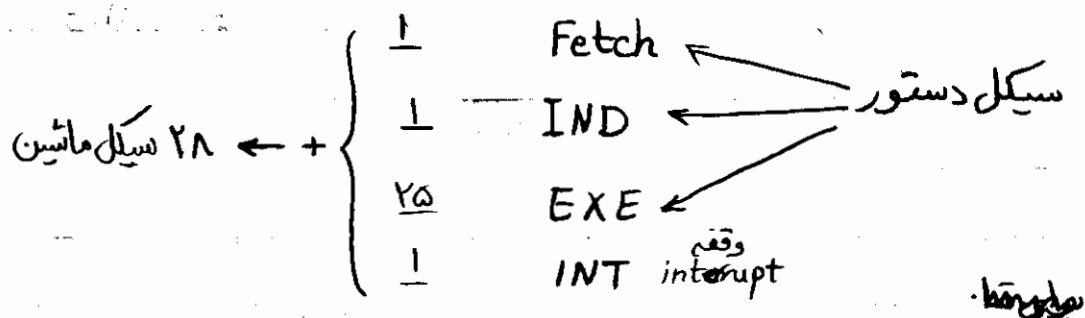 ۱ Fetch
سیکل دستور
۱ IND
۲۸ سیکل ماشین ← +
۲۵ EXE
وقفه
۱ INT interupt